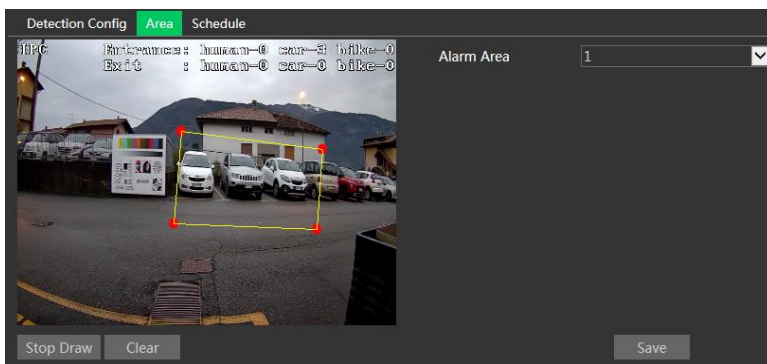 Detection Config Area Schedule
IPC Entrance: human-0 car-3 bike-0
Exit : human-0 car-0 bike-0
Alarm Area 1
Stop Draw Clear Save